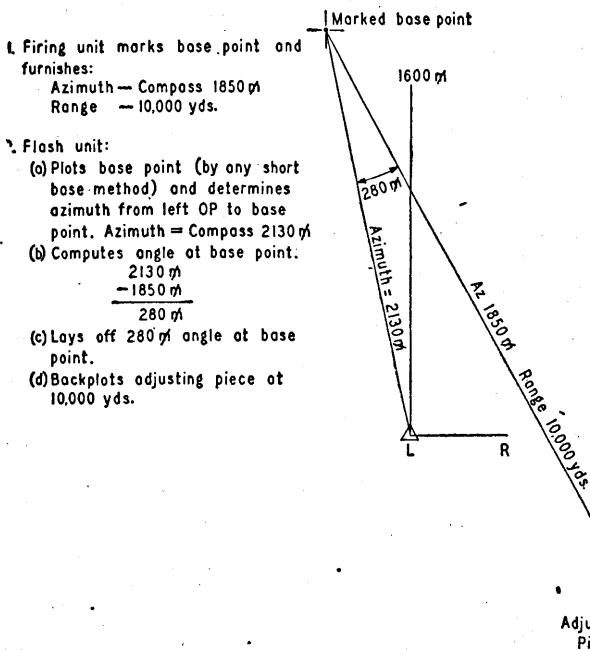 Marked base point
1. Firing unit marks base point and
furnishes:
Azimuth — Compass 1850 ₥
Range — 10,000 yds.
2. Flash unit:
(a) Plots base point (by any short
base method) and determines
azimuth from left OP to base
point. Azimuth = Compass 2130 ₥
(b) Computes angle at base point.
2130 ₥
−1850 ₥
280 ₥
(c) Lays off 280 ₥ angle at base
point.
(d) Backplots adjusting piece at
10,000 yds.
1600 ₥
280 ₥
Azimuth = 2130 ₥
Az 1850 ₥
Range 10,000 yds.
L
R
Adju
Pi